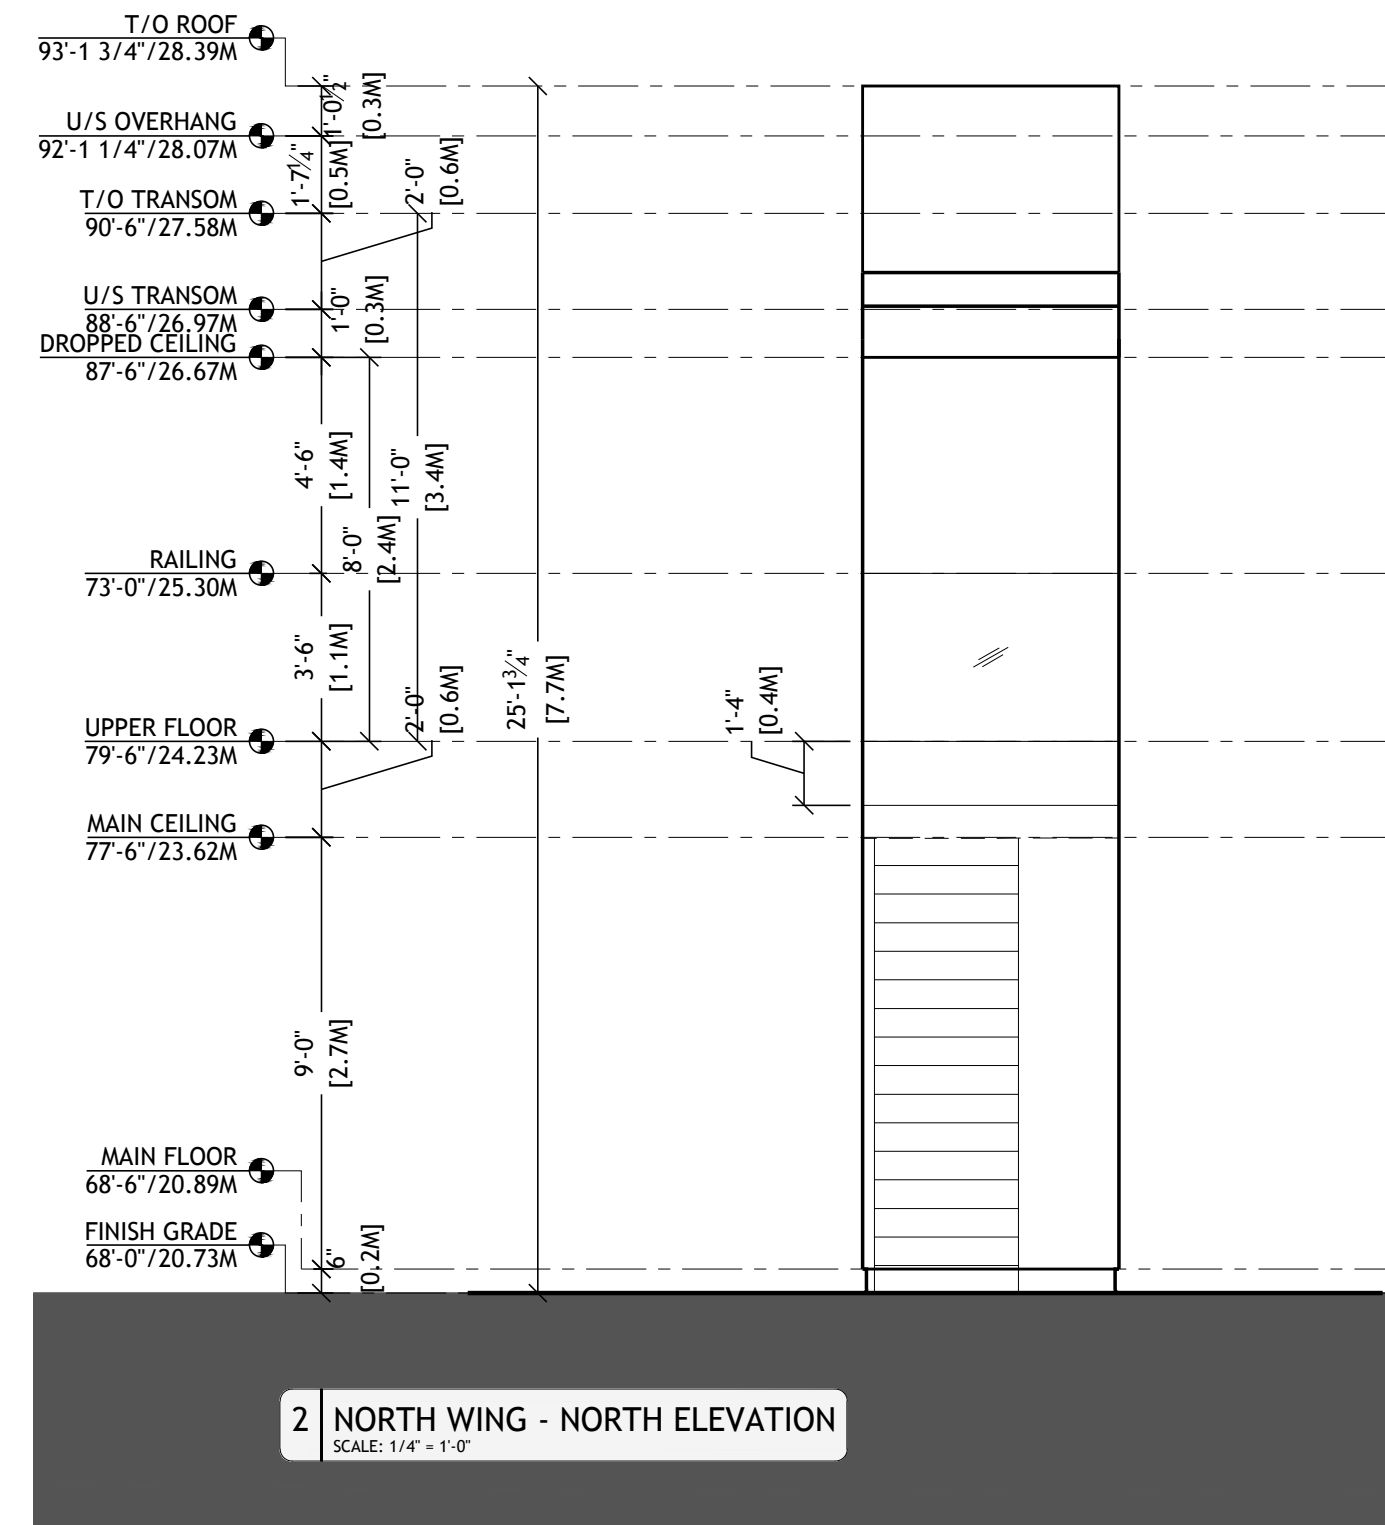 T/O ROOF
93'-1 3/4"/28.39M
U/S OVERHANG
92'-1 1/4"/28.07M
T/O TRANSOM
90'-6"/27.58M
U/S TRANSOM
88'-6"/26.97M
DROPPED CEILING
87'-6"/26.67M
RAILING
73'-0"/25.30M
UPPER FLOOR
79'-6"/24.23M
MAIN CEILING
77'-6"/23.62M
MAIN FLOOR
68'-6"/20.89M
FINISH GRADE
68'-0"/20.73M
1'-0½"
[0.3M]
1'-7¼"
[0.5M]
2'-0"
[0.6M]
1'-0"
[0.3M]
4'-6"
[1.4M]
11'-0"
[3.4M]
8'-0"
[2.4M]
3'-6"
[1.1M]
2'-0"
[0.6M]
25'-1¾"
[7.7M]
1'-4"
[0.4M]
9'-0"
[2.7M]
6"
[0.2M]
2
NORTH WING - NORTH ELEVATION
SCALE: 1/4" = 1'-0"